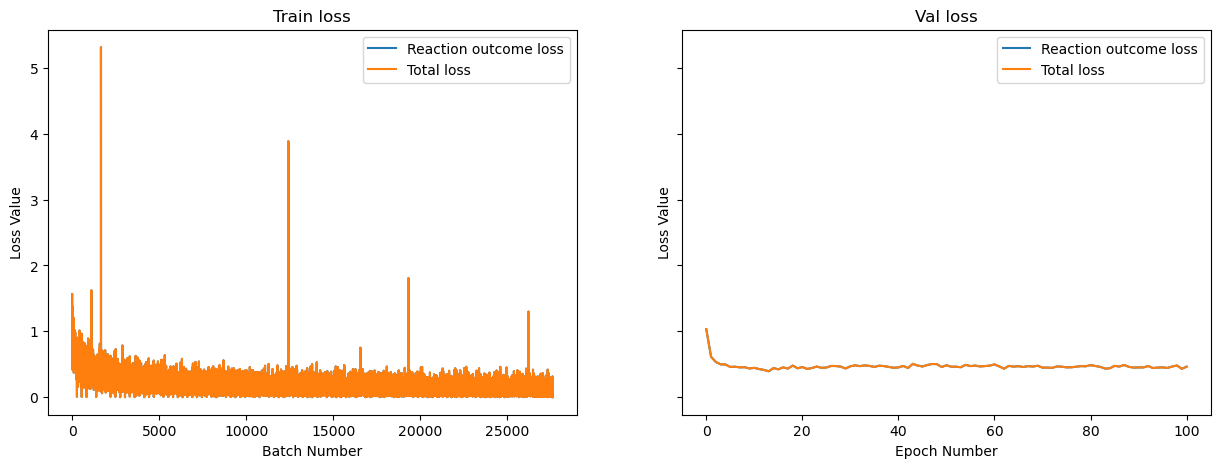 Train loss
Reaction outcome loss
Total loss
Loss Value
5
4
3
2
1
0
0
5000
10000
15000
20000
25000
Batch Number
Val loss
Reaction outcome loss
Total loss
Loss Value
0
20
40
60
80
100
Epoch Number